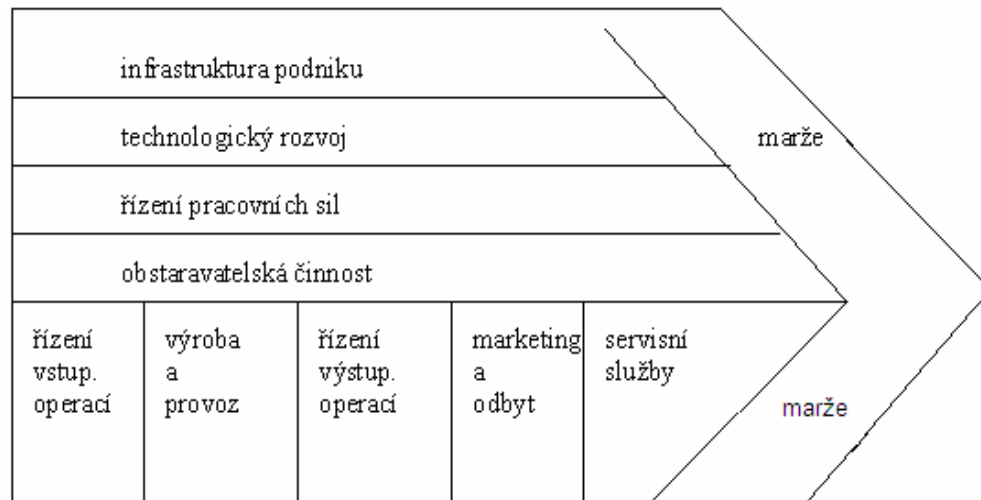 infrastruktura podniku
technologický rozvoj
marže
řízení pracovních sil
obstaravatelská činnost
řízení
vstup.
operací
výroba
a
provoz
řízení
výstup.
operací
marketing
a
odbyt
servisní
služby
marže